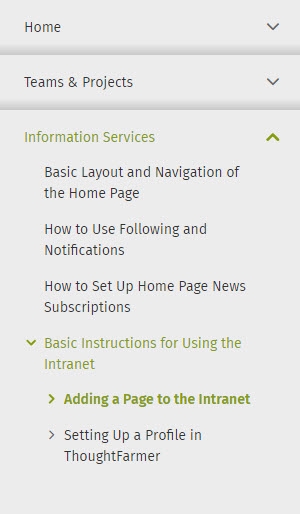 Home
Teams & Projects
Information Services
Basic Layout and Navigation of
the Home Page
How to Use Following and
Notifications
How to Set Up Home Page News
Subscriptions
Basic Instructions for Using the
Intranet
Adding a Page to the Intranet
Setting Up a Profile in
ThoughtFarmer